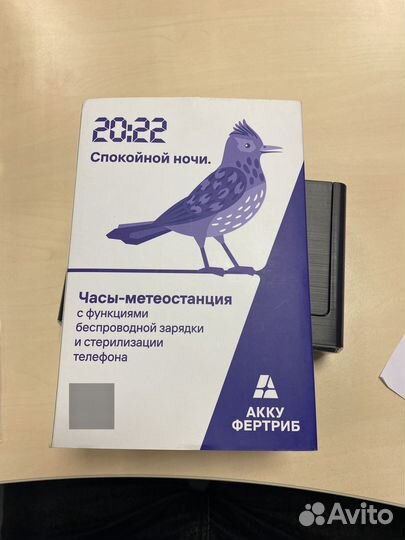 20:22
Спокойной ночи.
Часы-метеостанция
с функциями
беспроводной зарядки
и стерилизации
телефона
АККУ
ФЕРТРИБ
Avito